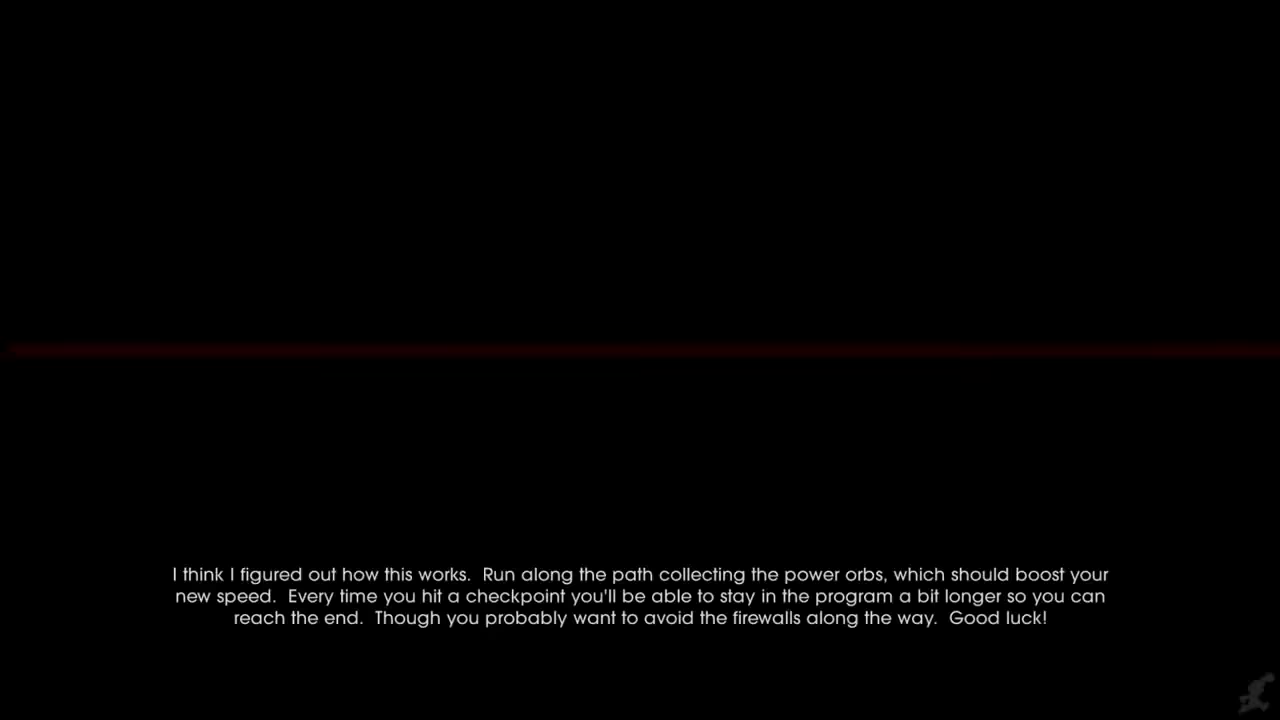 I think I figured out how this works.  Run along the path collecting the power orbs, which should boost your
new speed.  Every time you hit a checkpoint you'll be able to stay in the program a bit longer so you can
reach the end.  Though you probably want to avoid the firewalls along the way.  Good luck!